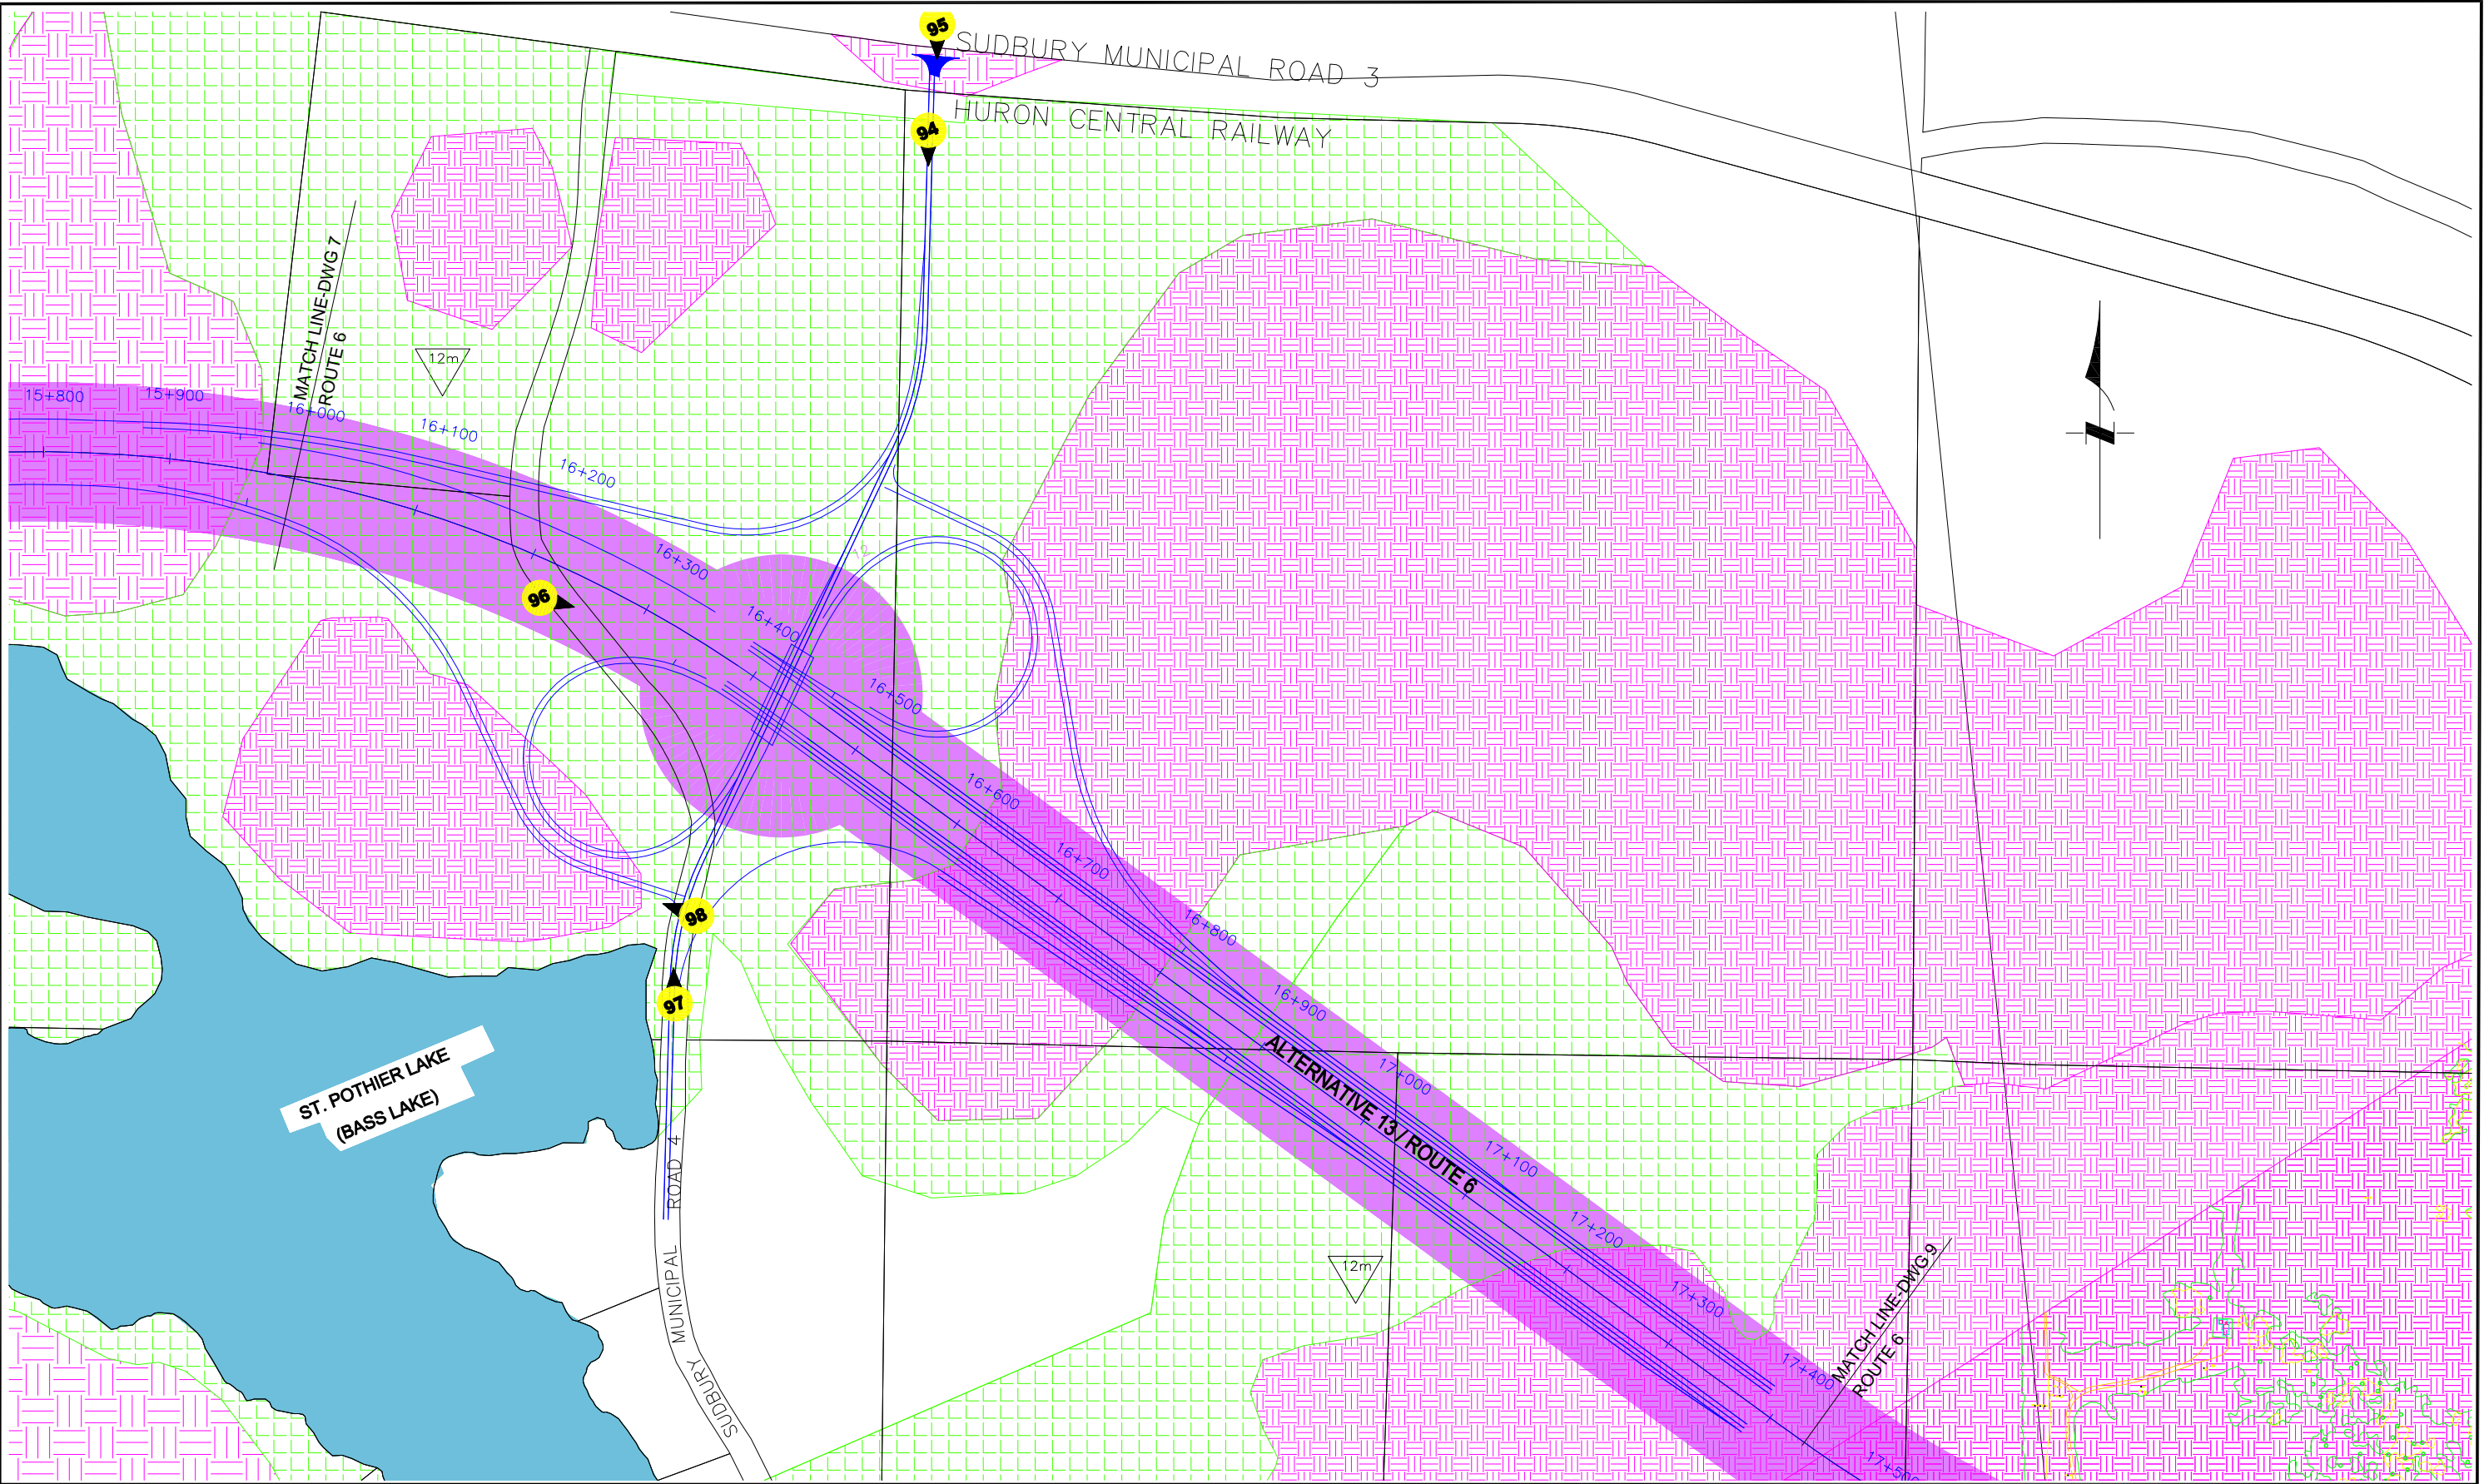 95
SUDBURY MUNICIPAL ROAD 3
94
HURON CENTRAL RAILWAY
MATCH LINE-DWG 7
ROUTE 6
12m
15+800
15+900
16+000
16+100
16+200
16+300
16+400
16+500
16+600
16+700
16+800
16+900
17+000
17+100
17+200
17+300
17+400
96
98
97
ALTERNATIVE 13 / ROUTE 6
ST. POTHIER LAKE
(BASS LAKE)
SUDBURY MUNICIPAL ROAD 4
12m
MATCH LINE-DWG 9
ROUTE 6